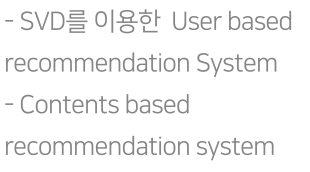 - SVD를 이용한 User based
recommendation System
- Contents based
recommendation system